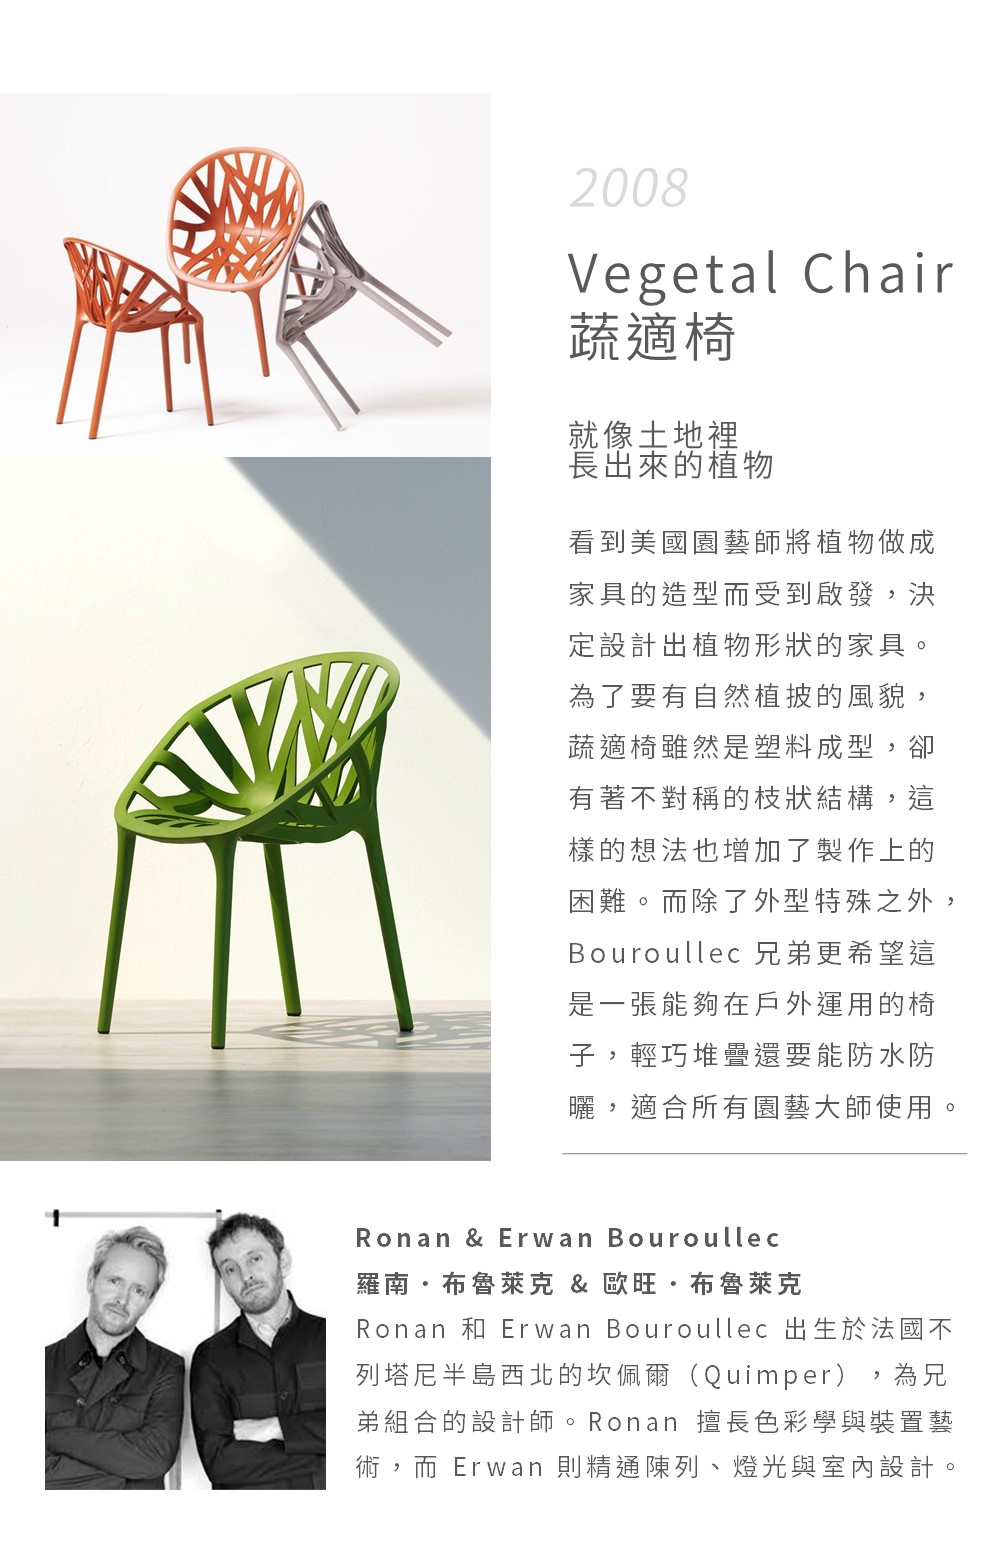 2008
Vegetal Chair
蔬適椅
就像土地裡
長出來的植物
看到美國園藝師將植物做成
家具的造型而受到啟發，決
定設計出植物形狀的家具。
為了要有自然植披的風貌，
蔬適椅雖然是塑料成型，卻
有著不對稱的枝狀結構，這
樣的想法也增加了製作上的
困難。而除了外型特殊之外，
Bouroullec 兄弟更希望這
是一張能夠在戶外運用的椅
子，輕巧堆疊還要能防水防
曬，適合所有園藝大師使用。
Ronan & Erwan Bouroullec
羅南・布魯萊克 & 歐旺・布魯萊克
Ronan 和 Erwan Bouroullec 出生於法國不
列塔尼半島西北的坎佩爾（Quimper），為兄
弟組合的設計師。Ronan 擅長色彩學與裝置藝
術，而 Erwan 則精通陳列、燈光與室內設計。